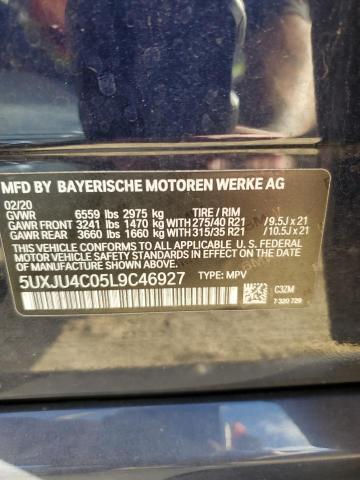 MFD BY BAYERISCHE MOTOREN WERKE AG
02/20
GVWR 6559 lbs 2975 kg TIRE / RIM
GAWR FRONT 3241 lbs 1470 kg WITH 275/40 R21 / 9.5J x 21
GAWR REAR 3660 lbs 1660 kg WITH 315/35 R21 / 10.5J x 21
THIS VEHICLE CONFORMS TO ALL APPLICABLE U.S. FEDERAL
MOTOR VEHICLE SAFETY STANDARDS IN EFFECT ON THE
DATE OF MANUFACTURE SHOWN ABOVE.
5UXJU4C05L9C46927 TYPE: MPV
C3ZM
7 320 729